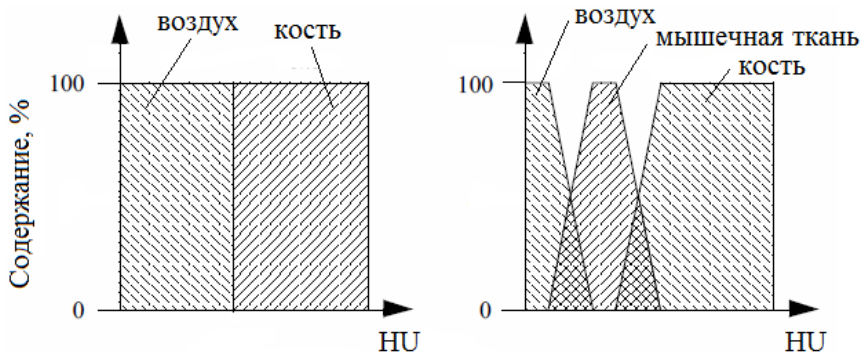 воздух
кость
100
Содержание, %
0
HU
воздух
мышечная ткань
кость
100
0
HU